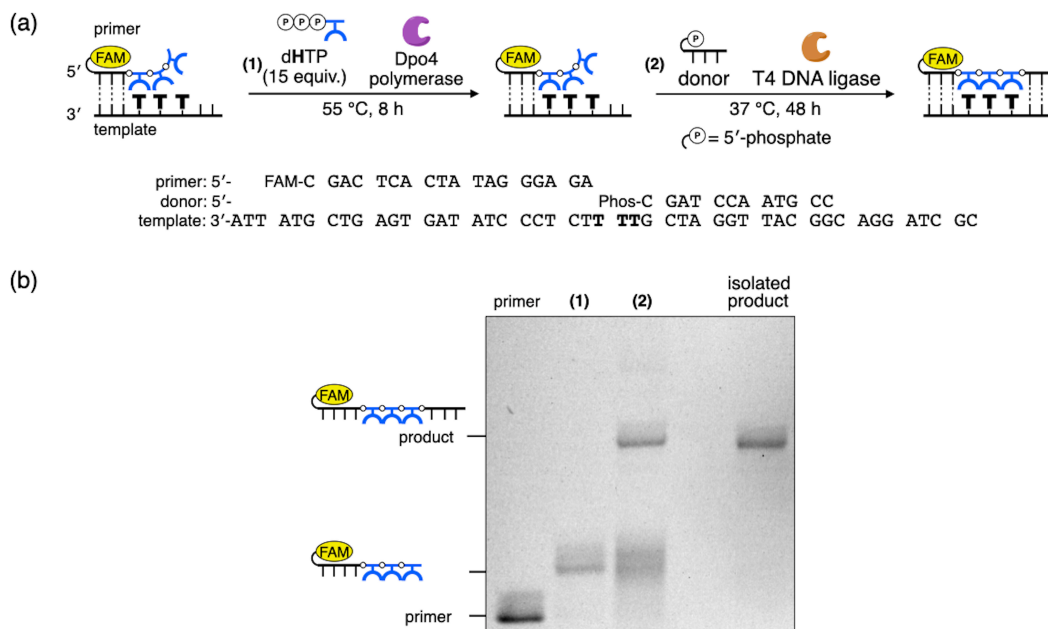 (a)
primer
FAM
5′
3′
template
P P P
(1) dHTP
(15 equiv.)
Dpo4
polymerase
55 °C, 8 h
FAM
P
(2) donor
T4 DNA ligase
37 °C, 48 h
P = 5′-phosphate
FAM
primer: 5′- FAM-C GAC TCA CTA TAG GGA GA
donor: 5′- Phos-C GAT CCA ATG CC
template: 3′-ATT ATG CTG AGT GAT ATC CCT CTT TTG CTA GGT TAC GGC AGG ATC GC
(b)
primer (1) (2) isolated
product
FAM
product
FAM
primer